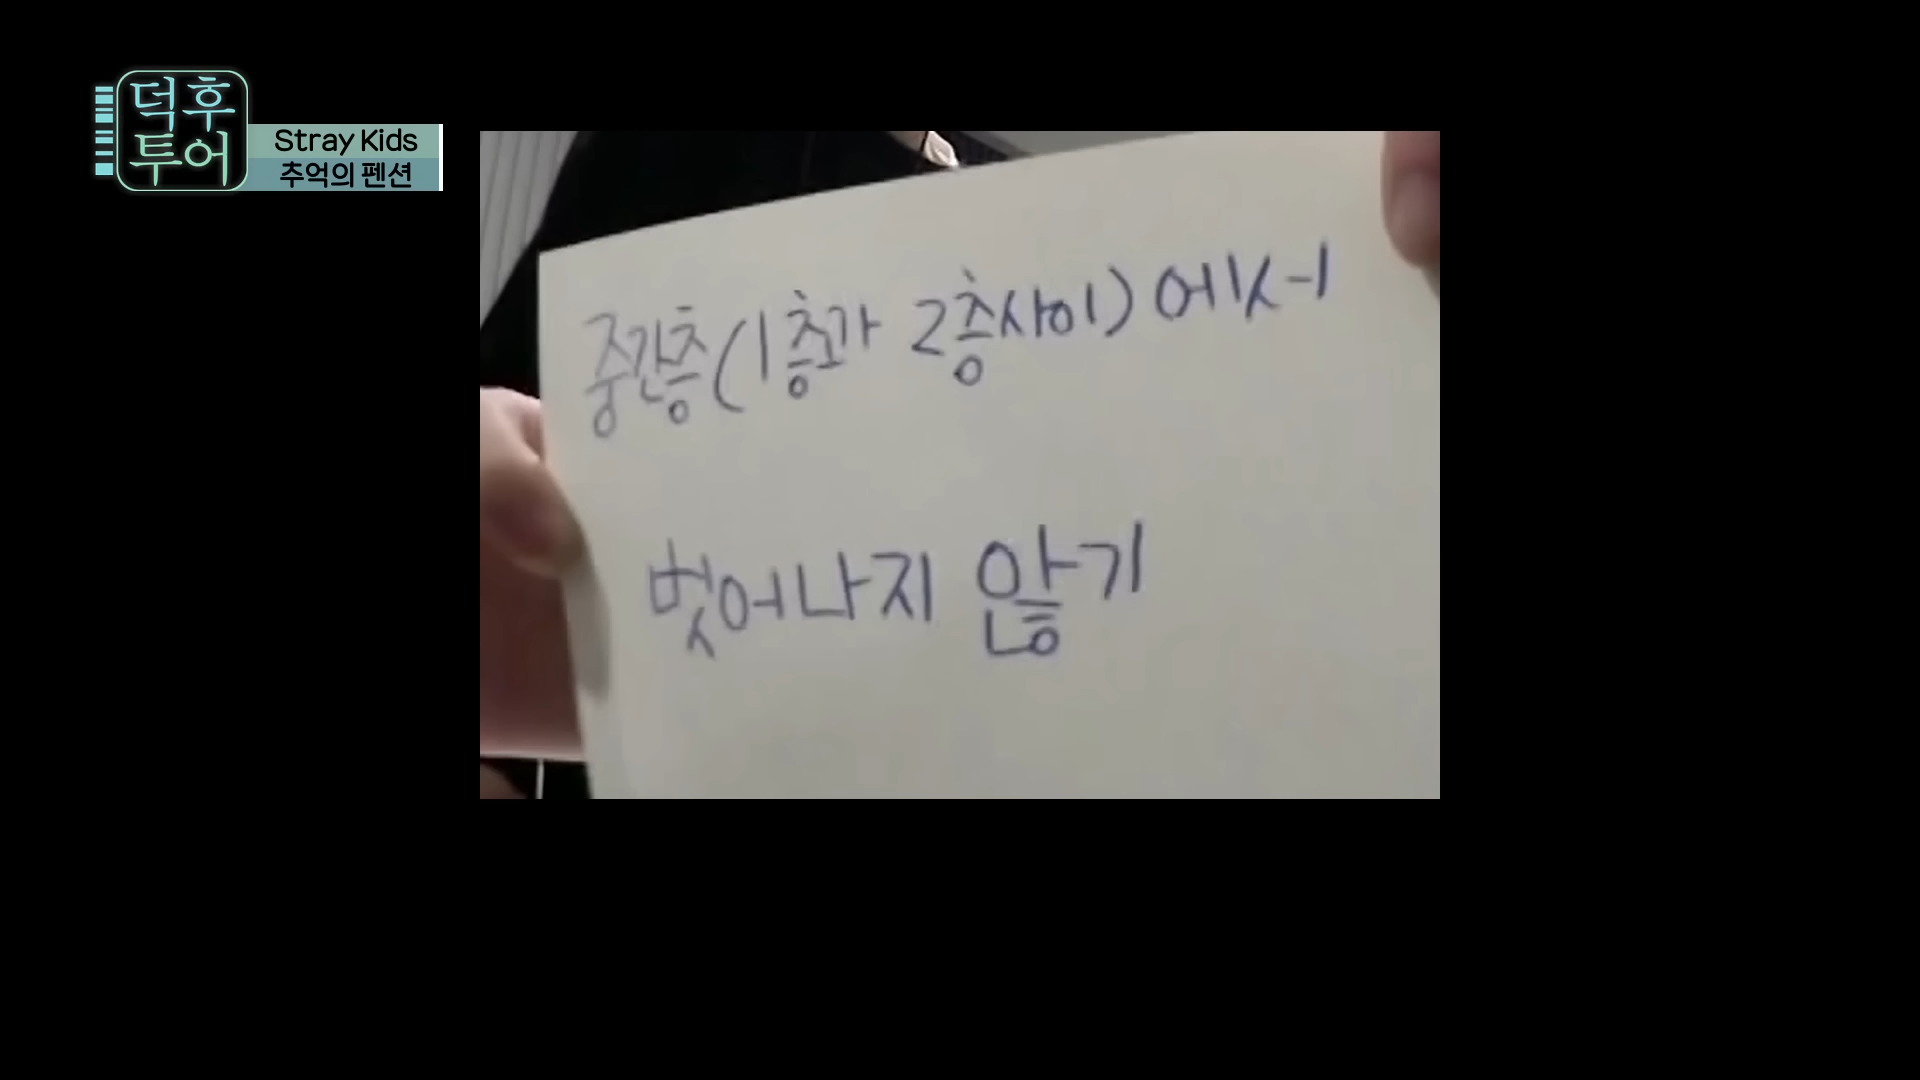 덕후
투어
Stray Kids
추억의 펜션
중간층(1층과 2층사이)에서
벗어나지 않기